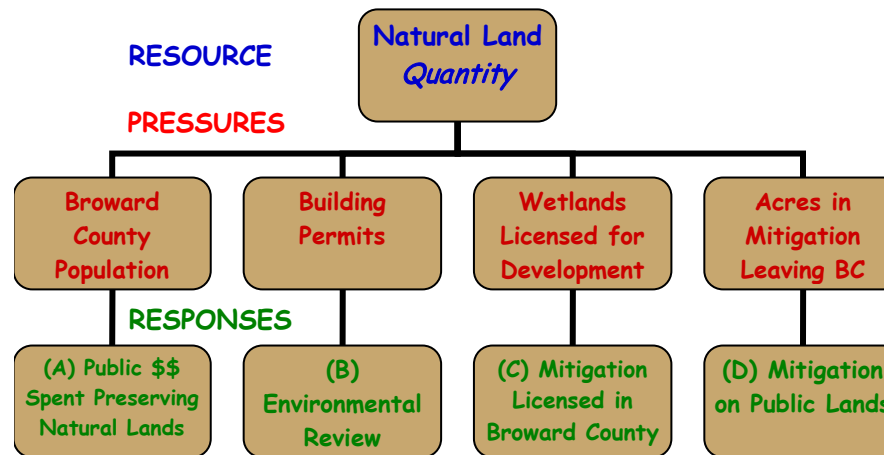 RESOURCE
Natural Land
Quantity
PRESSURES
Broward
County
Population
Building
Permits
Wetlands
Licensed for
Development
Acres in
Mitigation
Leaving BC
RESPONSES
(A) Public $$
Spent Preserving
Natural Lands
(B)
Environmental
Review
(C) Mitigation
Licensed in
Broward County
(D) Mitigation
on Public Lands